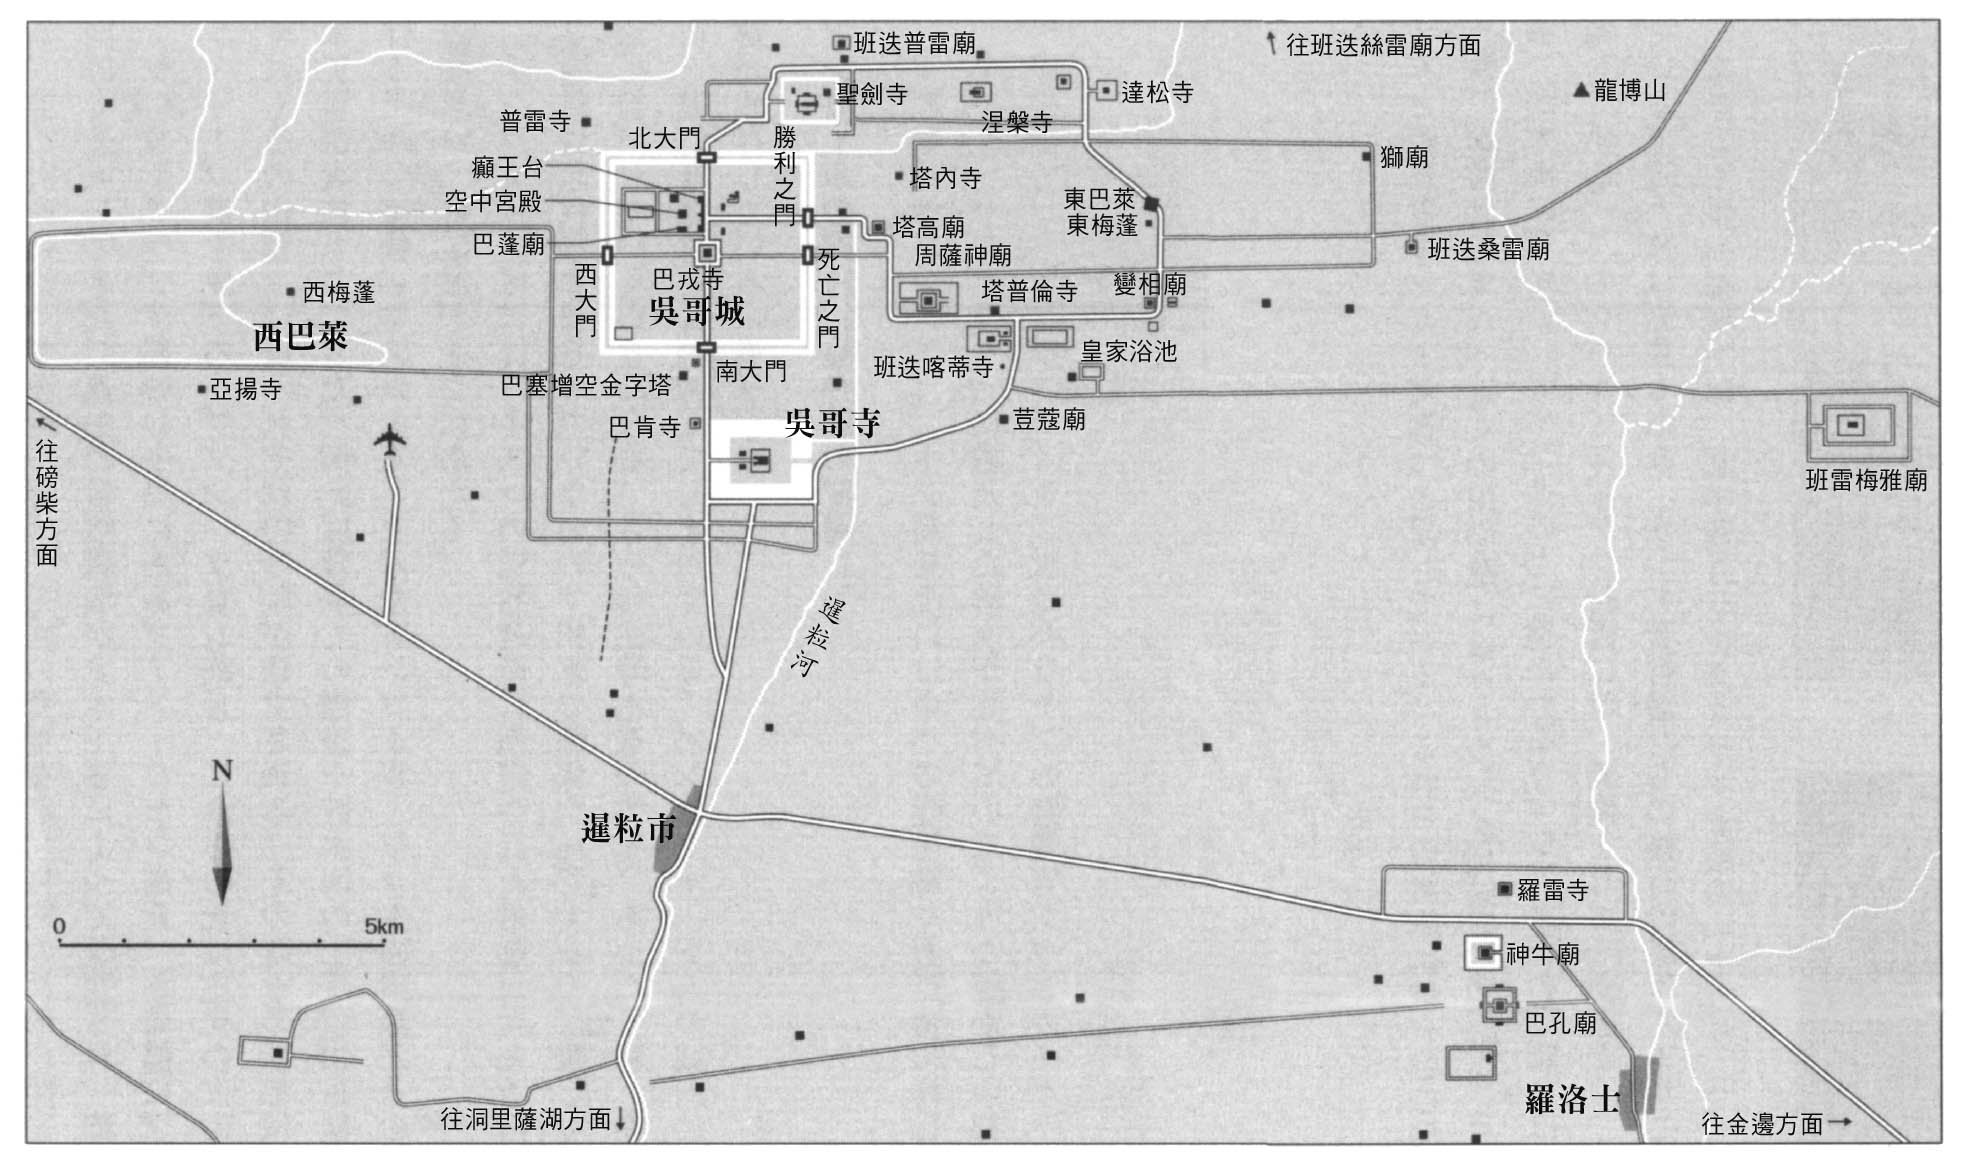 班迭普雷廟
往班迭絲雷廟方面
龍博山
聖劍寺
達松寺
普雷寺
北大門
勝利之門
涅槃寺
獅廟
癲王台
塔內寺
空中宮殿
東巴萊
東梅蓬
巴蓬廟
塔高廟
周薩神廟
班迭桑雷廟
西大門
巴戎寺
死亡之門
變相廟
塔普倫寺
西梅蓬
吳哥城
西巴萊
皇家浴池
班迭喀蒂寺
南大門
亞揚寺
巴塞增空金字塔
吳哥寺
巴肯寺
荳蔻廟
往磅柴方面
班雷梅雅廟
暹粒河
N
暹粒市
羅雷寺
0
5km
神牛廟
巴孔廟
羅洛士
往洞里薩湖方面
往金邊方面